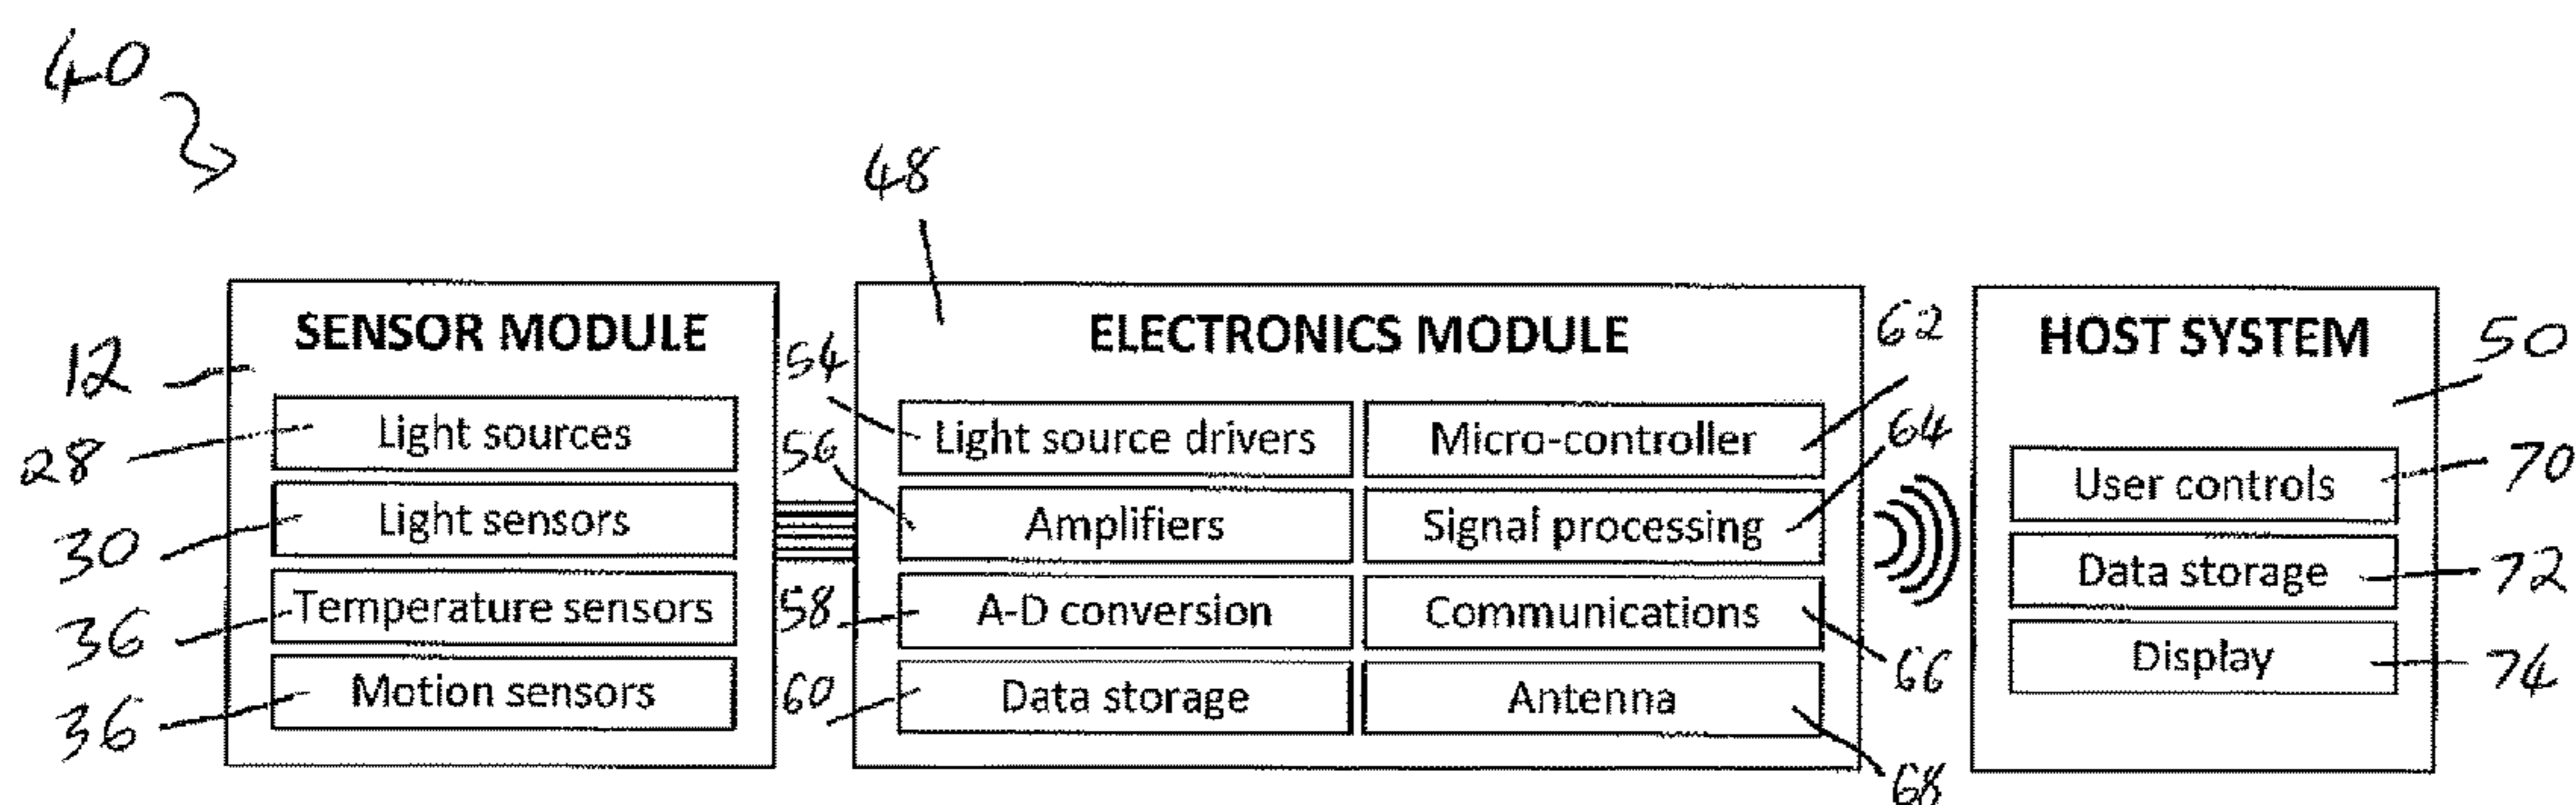 40
48
SENSOR MODULE
12
Light sources
28
Light sensors
30
Temperature sensors
36
Motion sensors
36
ELECTRONICS MODULE
54
Light source drivers
56
Amplifiers
58
A-D conversion
60
Data storage
62
Micro-controller
64
Signal processing
Communications
66
Antenna
68
HOST SYSTEM
50
User controls
70
Data storage
72
Display
74